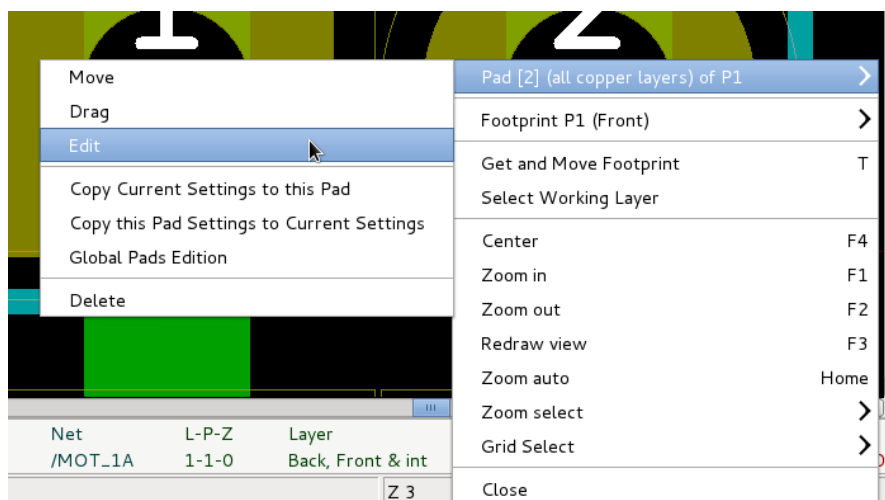 1 2
Move
Drag
Edit
Copy Current Settings to this Pad
Copy this Pad Settings to Current Settings
Global Pads Edition
Delete
Pad [2] (all copper layers) of P1
Footprint P1 (Front)
Get and Move Footprint T
Select Working Layer
Center F4
Zoom in F1
Zoom out F2
Redraw view F3
Zoom auto Home
Zoom select
Grid Select
Close
Net L-P-Z Layer
/MOT_1A 1-1-0 Back, Front & int
Z 3